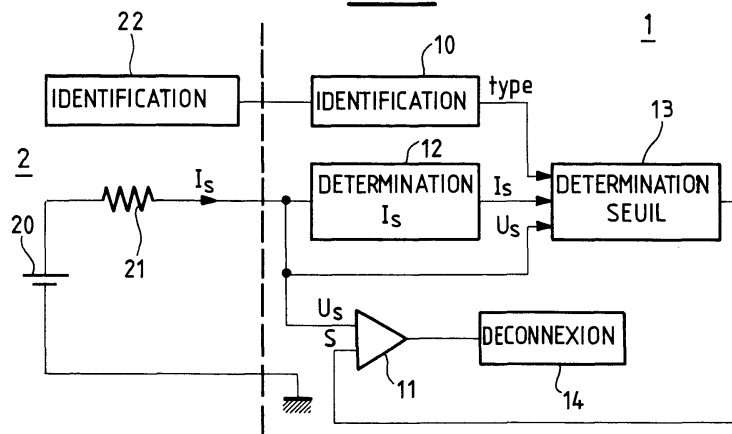 22
10
1
IDENTIFICATION
IDENTIFICATION
type
13
2
12
Is
DETERMINATION
Is
Is
DETERMINATION
SEUIL
Us
20
21
Us
S
DECONNEXION
11
14